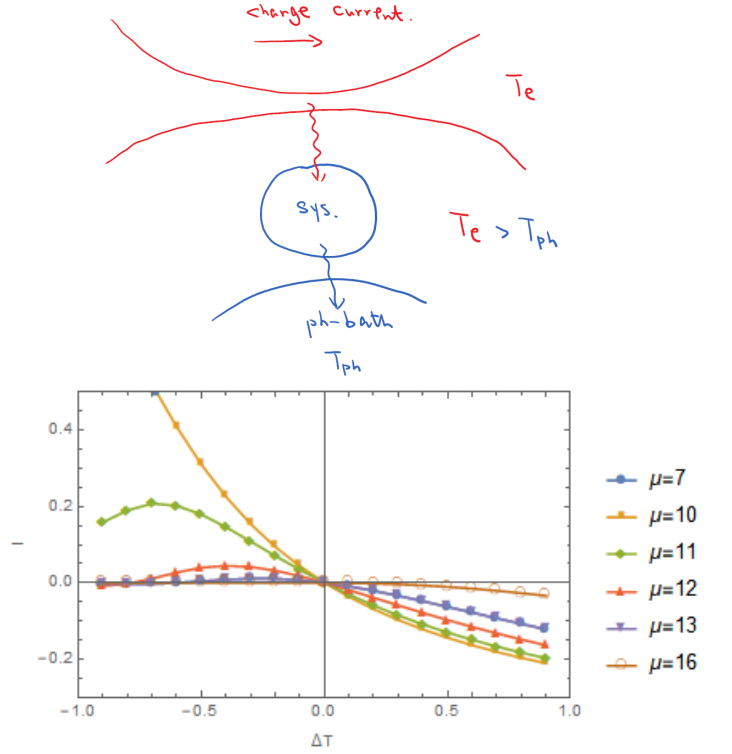 charge current.
Te
sys.
Te > Tph
ph-bath
Tph
0.4
0.2
0.0
-0.2
I
-1.0 -0.5 0.0 0.5 1.0
ΔT
μ=7
μ=10
μ=11
μ=12
μ=13
μ=16